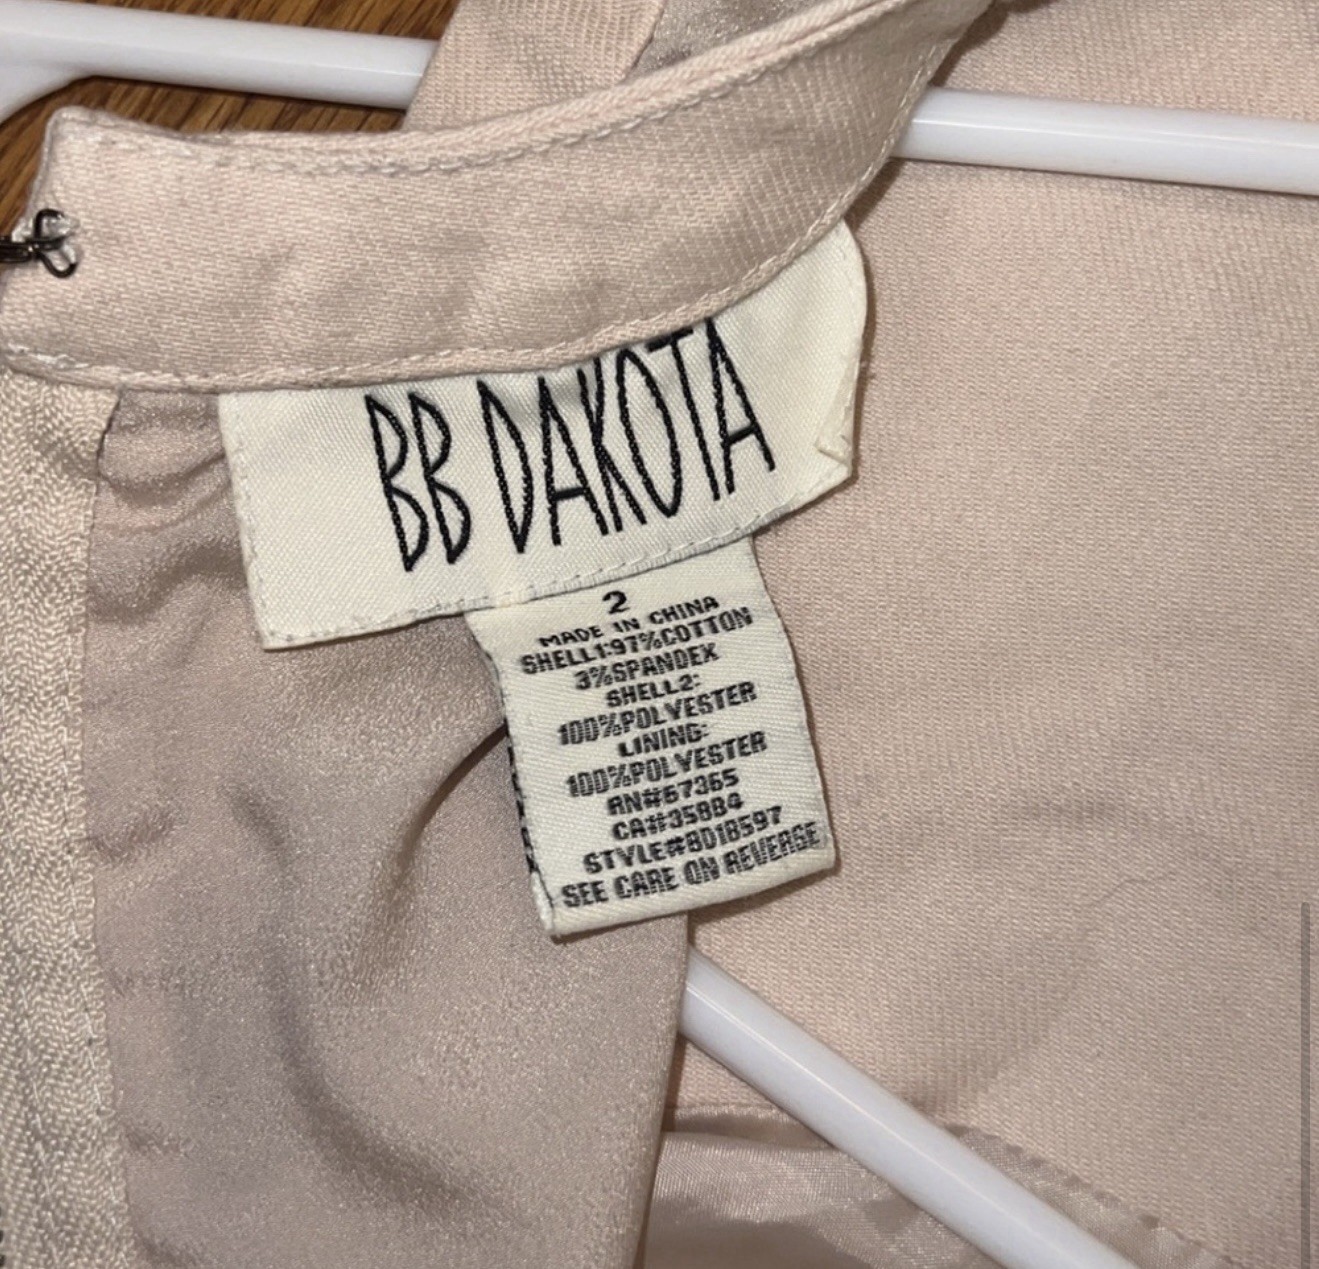 BB DAKOTA
2
MADE IN CHINA
SHELL1:97%COTTON
3%SPANDEX
SHELL2:
100%POLYESTER
LINING:
100%POLYESTER
RN#67365
CA#35884
STYLE#BD18597
SEE CARE ON REVERSE